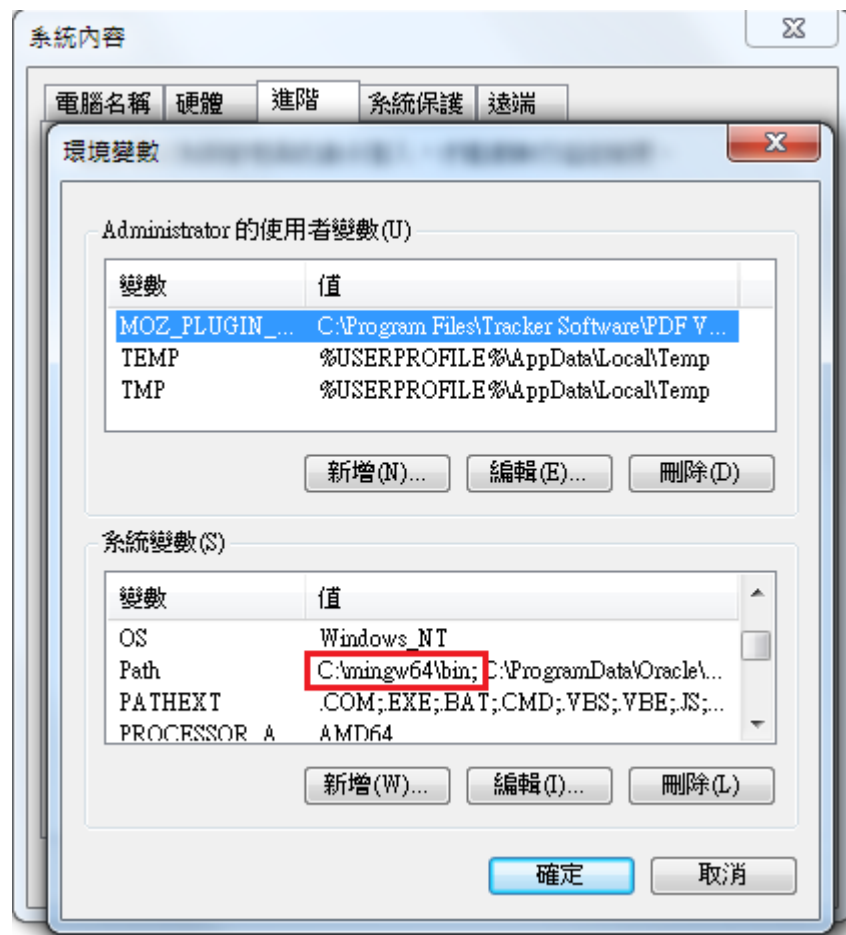 系統內容
電腦名稱 硬體 進階 系統保護 遠端
環境變數
Administrator 的使用者變數(U)
變數 值
MOZ_PLUGIN_... C:\Program Files\Tracker Software\PDF V...
TEMP %USERPROFILE%\AppData\Local\Temp
TMP %USERPROFILE%\AppData\Local\Temp
新增(N)... 編輯(E)... 刪除(D)
系統變數(S)
變數 值
OS Windows_NT
Path C:\mingw64\bin; C:\ProgramData\Oracle\...
PATHEXT .COM;.EXE;.BAT;.CMD;.VBS;.VBE;.JS;...
PROCESSOR_A AMD64
新增(W)... 編輯(I)... 刪除(L)
確定 取消